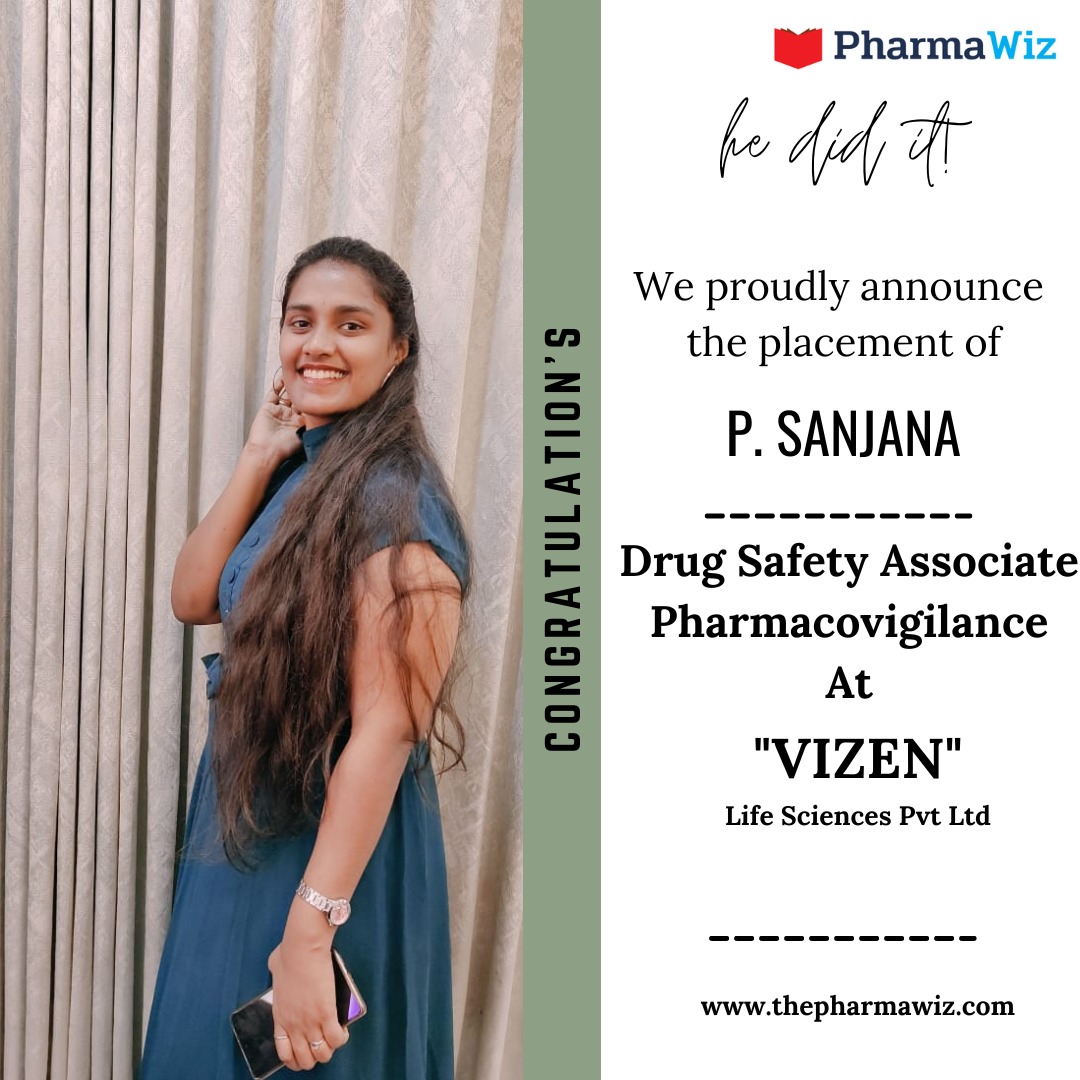 PharmaWiz
he did it!
We proudly announce
the placement of
P. SANJANA
Drug Safety Associate
Pharmacovigilance
At
"VIZEN"
Life Sciences Pvt Ltd
www.thepharmawiz.com
CONGRATULATION'S